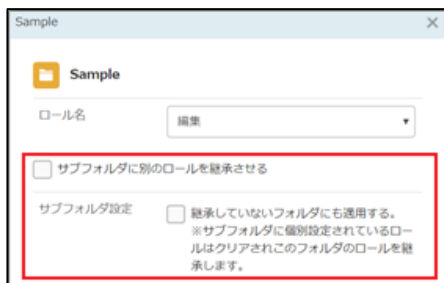 Sample
Sample
ロール名
編集
サブフォルダに別のロールを継承させる
サブフォルダ設定
継承していないフォルダにも適用する。
※サブフォルダに個別設定されているロー
ルはクリアされこのフォルダのロールを継
承します。